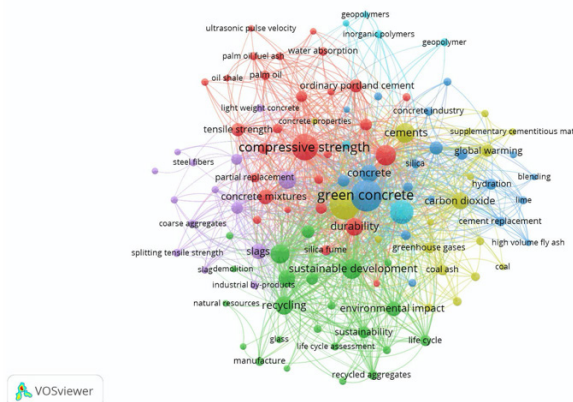 geopolymers
ultrasonic pulse velocity
inorganic polymers
geopolymer
water absorption
palm oil fuel ash
oil shale
palm oil
ordinary portland cement
light weight concrete
concrete industry
concrete properties
tensile strength
cements
supplementary cementitious mat
compressive strength
global warming
steel fibers
silica
partial replacement
concrete
hydration
blending
concrete mixtures
green concrete
carbon dioxide
lime
coarse aggregates
cement replacement
durability
high volume fly ash
splitting tensile strength
slags
silica fume
greenhouse gases
slag
demolition
sustainable development
coal ash
coal
industrial by-products
natural resources
recycling
environmental impact
sustainability
glass
life cycle assessment
life cycle
manufacture
recycled aggregates
VOSviewer